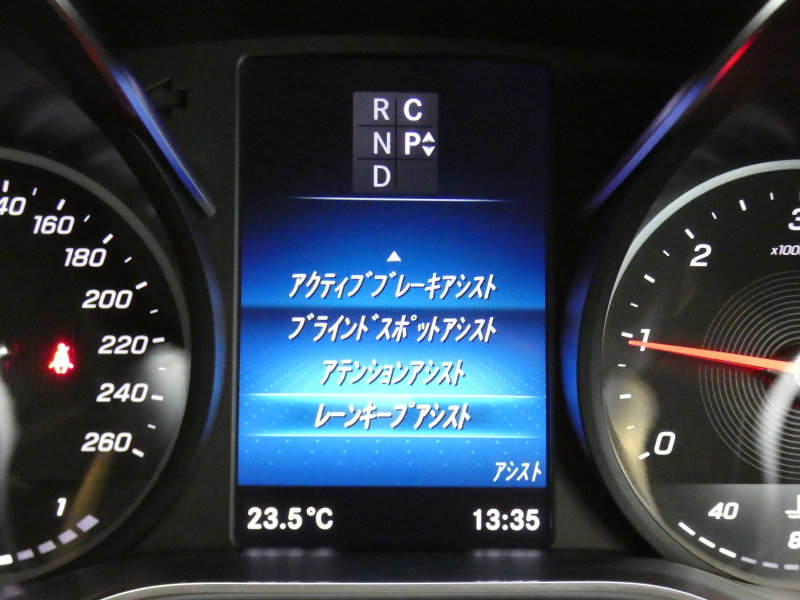 R C
N P
D
アクティブブレーキアシスト
ブラインドスポットアシスト
アテンションアシスト
レーンキープアシスト
アシスト
23.5°C
13:35
160
180
200
220
240
260
1
3
2
1
0
40